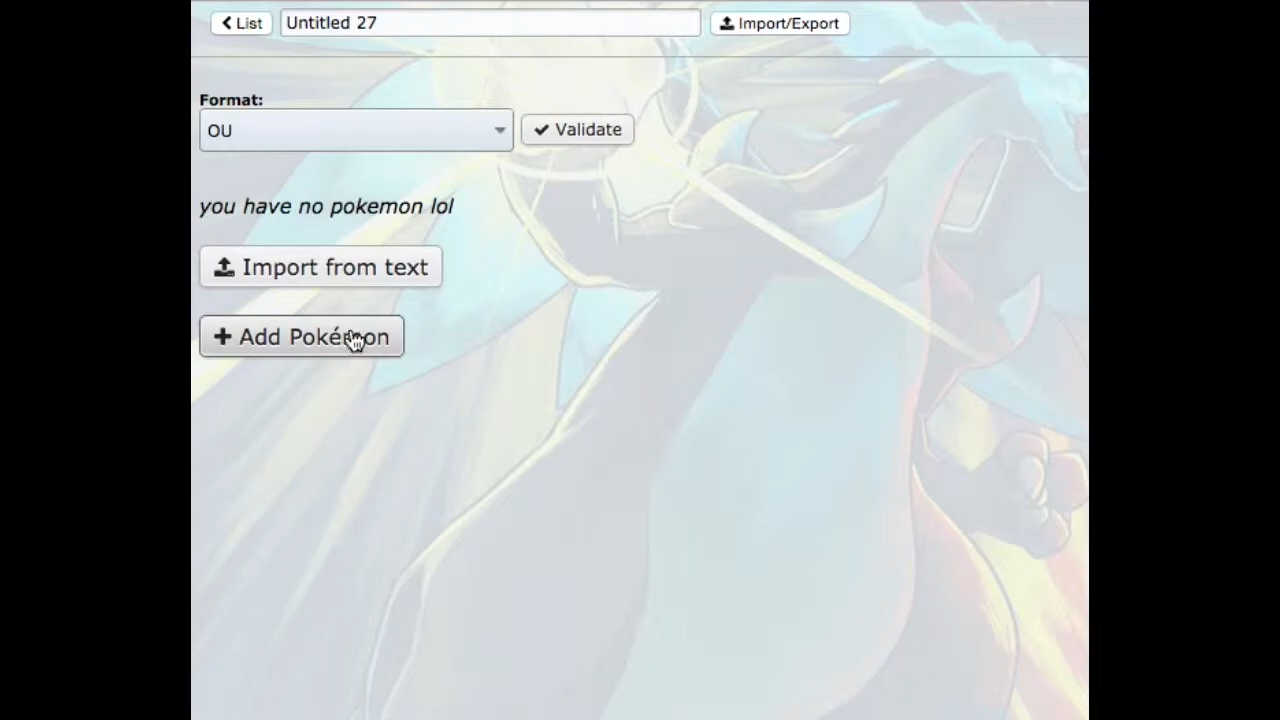 List
Untitled 27
Import/Export
Format:
OU
Validate
you have no pokemon lol
Import from text
Add Pokémon